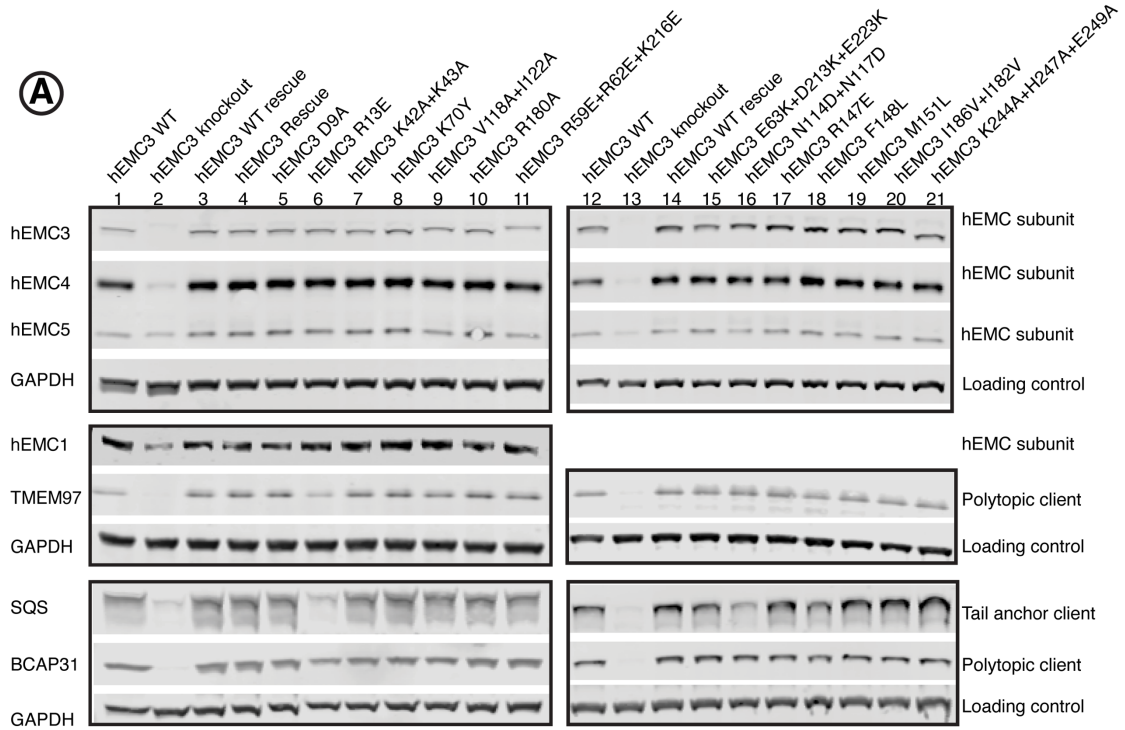 A
hEMC3 WT
hEMC3 knockout
hEMC3 WT rescue
hEMC3 Rescue
hEMC3 D9A
hEMC3 R13E
hEMC3 K42A+K43A
hEMC3 K70Y
hEMC3 V118A+I122A
hEMC3 R180A
hEMC3 R59E+R62E+K216E
hEMC3 WT
hEMC3 knockout
hEMC3 WT rescue
hEMC3 E63K+D213K+E223K
hEMC3 N114D+N117D
hEMC3 R147E
hEMC3 F148L
hEMC3 M151L
hEMC3 I186V+I182V
hEMC3 K244A+H247A+E249A
1 2 3 4 5 6 7 8 9 10 11 12 13 14 15 16 17 18 19 20 21
hEMC3 hEMC subunit
hEMC4 hEMC subunit
hEMC5 hEMC subunit
GAPDH Loading control
hEMC1 hEMC subunit
TMEM97 Polytopic client
GAPDH Loading control
SQS Tail anchor client
BCAP31 Polytopic client
GAPDH Loading control